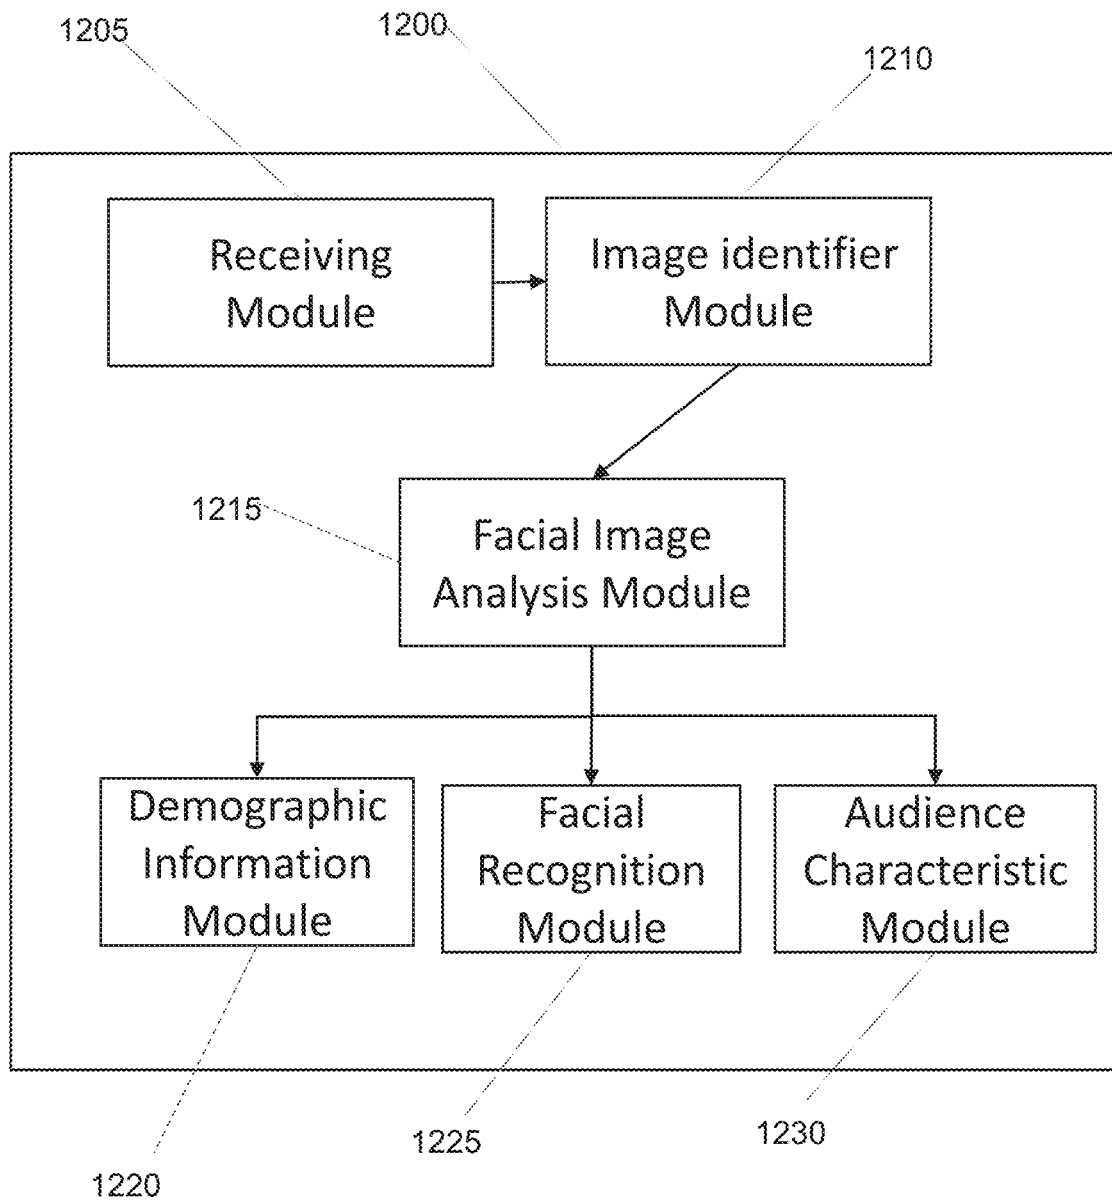 1205
1200
1210
Receiving
Module
Image identifier
Module
1215
Facial Image
Analysis Module
Demographic
Information
Module
Facial
Recognition
Module
Audience
Characteristic
Module
1220
1225
1230